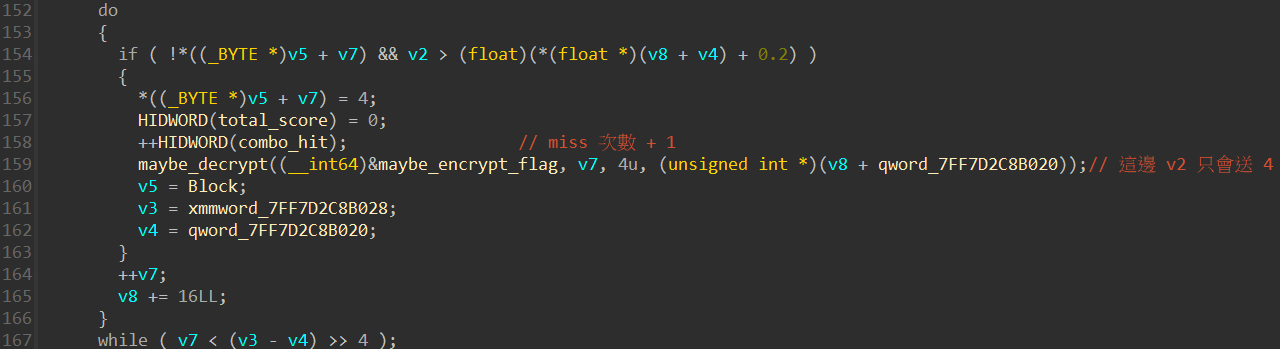 152 do
153 {
154 if ( !*((_BYTE *)v5 + v7) && v2 > (float)(*(float *)(v8 + v4) + 0.2) )
155 {
156 *((_BYTE *)v5 + v7) = 4;
157 HIDWORD(total_score) = 0;
158 ++HIDWORD(combo_hit); // miss 次數 + 1
159 maybe_decrypt((__int64)&maybe_encrypt_flag, v7, 4u, (unsigned int *)(v8 + qword_7FF7D2C8B020));// 這邊 v2 只會送 4
160 v5 = Block;
161 v3 = xmmword_7FF7D2C8B028;
162 v4 = qword_7FF7D2C8B020;
163 }
164 ++v7;
165 v8 += 16LL;
166 }
167 while ( v7 < (v3 - v4) >> 4 );